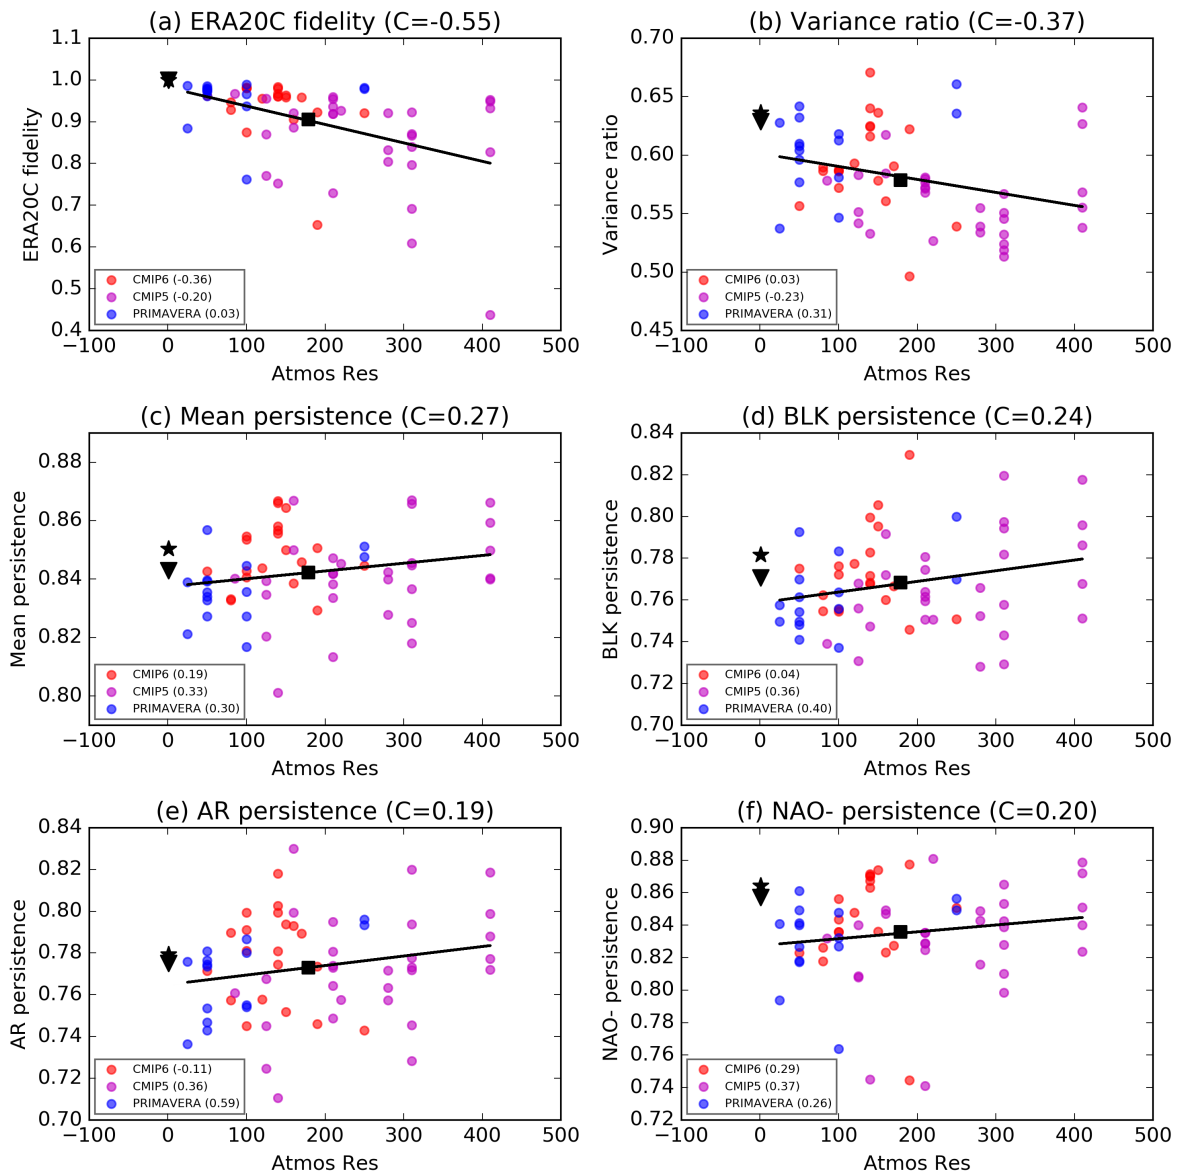 (a) ERA20C fidelity (C=-0.55)
1.1
1.0
0.9
0.8
0.7
0.6
0.5
0.4
ERA20C fidelity
CMIP6 (-0.36)
CMIP5 (-0.20)
PRIMAVERA (0.03)
−100 0 100 200 300 400 500
Atmos Res
(b) Variance ratio (C=-0.37)
0.70
0.65
0.60
0.55
0.50
0.45
Variance ratio
CMIP6 (0.03)
CMIP5 (-0.23)
PRIMAVERA (0.31)
−100 0 100 200 300 400 500
Atmos Res
(c) Mean persistence (C=0.27)
0.88
0.86
0.84
0.82
0.80
Mean persistence
CMIP6 (0.19)
CMIP5 (0.33)
PRIMAVERA (0.30)
−100 0 100 200 300 400 500
Atmos Res
(d) BLK persistence (C=0.24)
0.84
0.82
0.80
0.78
0.76
0.74
0.72
0.70
BLK persistence
CMIP6 (0.04)
CMIP5 (0.36)
PRIMAVERA (0.40)
−100 0 100 200 300 400 500
Atmos Res
(e) AR persistence (C=0.19)
0.84
0.82
0.80
0.78
0.76
0.74
0.72
0.70
AR persistence
CMIP6 (-0.11)
CMIP5 (0.36)
PRIMAVERA (0.59)
−100 0 100 200 300 400 500
Atmos Res
(f) NAO- persistence (C=0.20)
0.90
0.88
0.86
0.84
0.82
0.80
0.78
0.76
0.74
0.72
NAO- persistence
CMIP6 (0.29)
CMIP5 (0.37)
PRIMAVERA (0.26)
−100 0 100 200 300 400 500
Atmos Res